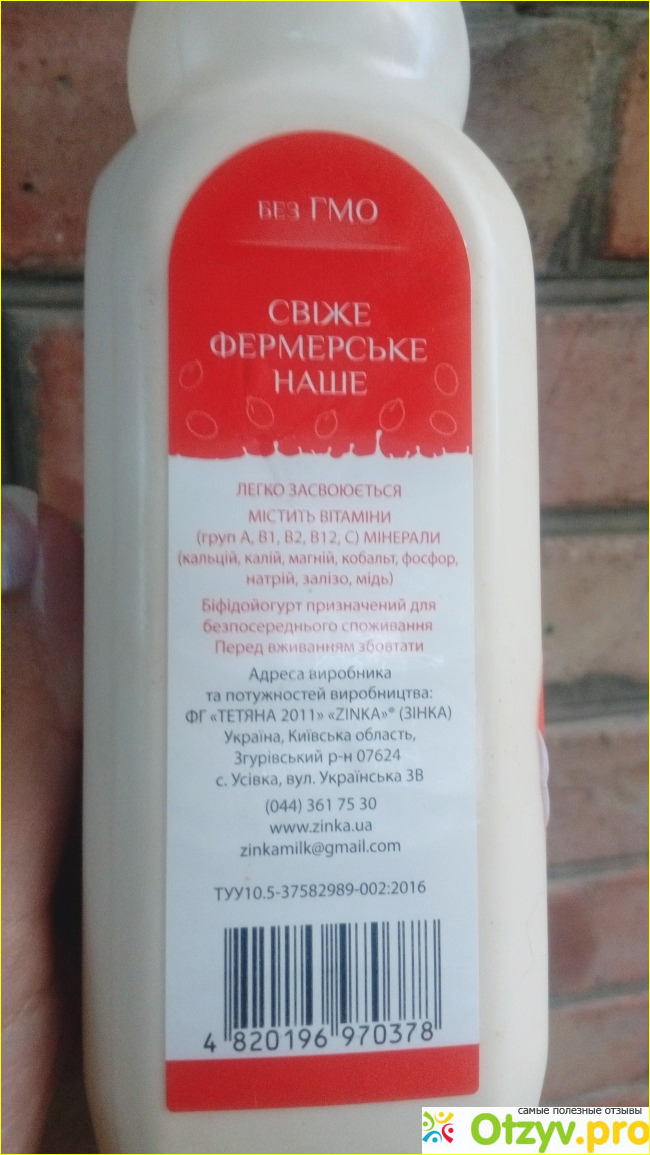 БЕЗ ГМО
СВІЖЕ
ФЕРМЕРСЬКЕ
НАШЕ
ЛЕГКО ЗАСВОЮЄТЬСЯ
МІСТИТЬ ВІТАМІНИ
(груп А, В1, В2, В12, С) МІНЕРАЛИ
(кальцій, калій, магній, кобальт, фосфор,
натрій, залізо, мідь)
Біфідойогурт призначений для
безпосереднього споживання
Перед вживанням збовтати
Адреса виробника
та потужностей виробництва:
ФГ «ТЕТЯНА 2011» «ZINKA»® (ЗІНКА)
Україна, Київська область,
Згурівський р-н 07624
с. Усівка, вул. Українська 3В
(044) 361 75 30
www.zinka.ua
zinkamilk@gmail.com
ТУУ10.5-37582989-002:2016
4 820196 970378
самые полезные отзывы
Otzyv.pro